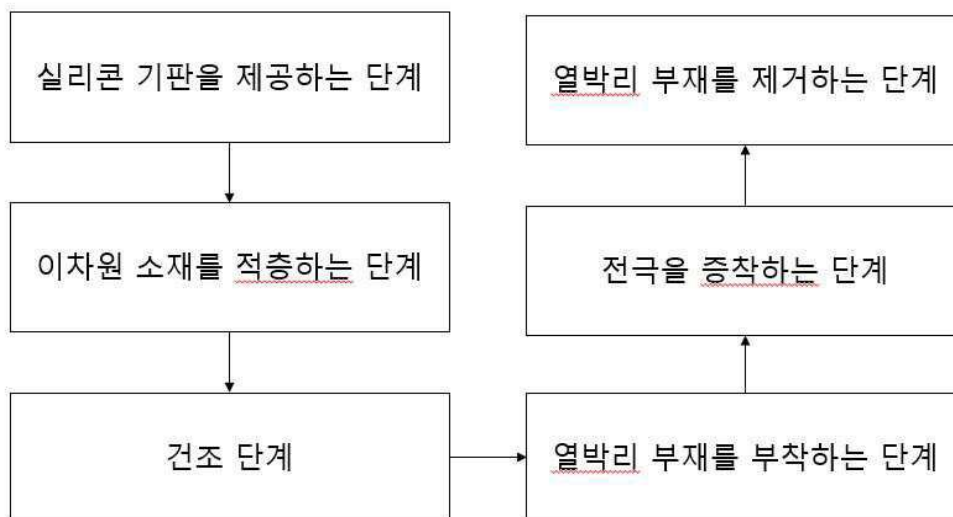 실리콘 기판을 제공하는 단계
이차원 소재를 적층하는 단계
건조 단계
열박리 부재를 부착하는 단계
전극을 증착하는 단계
열박리 부재를 제거하는 단계